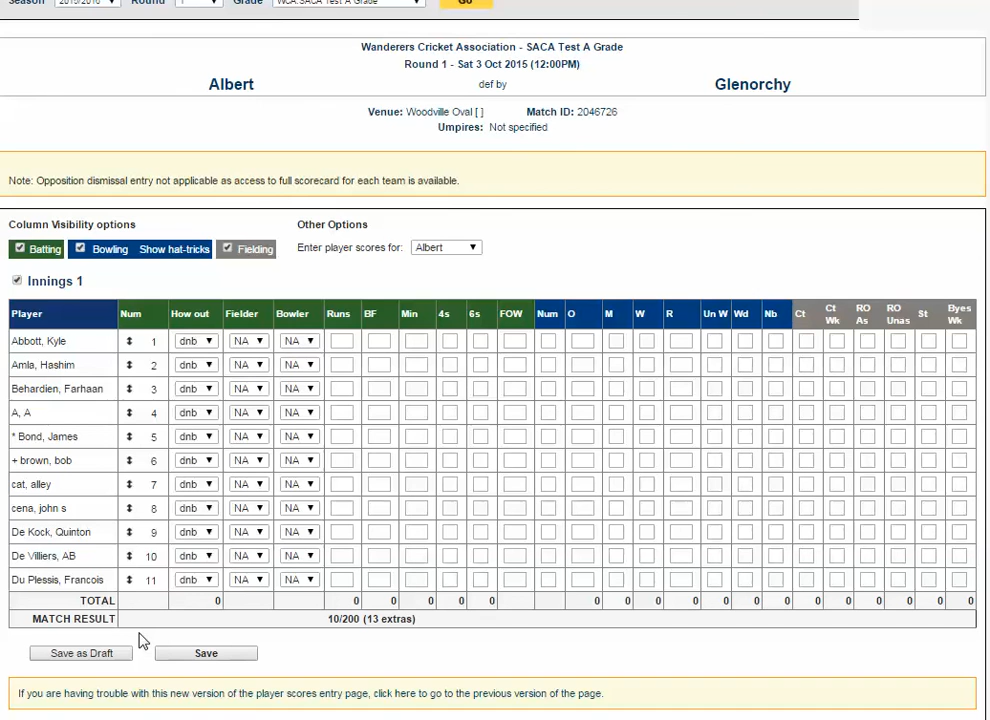 Season 2015/2016 Round 1 Grade WCA:SACA Test A Grade Go
Wanderers Cricket Association - SACA Test A Grade
Round 1 - Sat 3 Oct 2015 (12:00PM)
Albert def by Glenorchy
Venue: Woodville Oval [ ] Match ID: 2046726
Umpires: Not specified
Note: Opposition dismissal entry not applicable as access to full scorecard for each team is available.
Column Visibility options Other Options
Batting Bowling Show hat-tricks Fielding Enter player scores for: Albert
Innings 1
Player Num How out Fielder Bowler Runs BF Min 4s 6s FOW Num O M W R Un W Wd Nb Ct Ct Wk RO As RO Unas St Byes Wk
Abbott, Kyle 1 dnb NA NA
Amla, Hashim 2 dnb NA NA
Behardien, Farhaan 3 dnb NA NA
A, A 4 dnb NA NA
* Bond, James 5 dnb NA NA
+ brown, bob 6 dnb NA NA
cat, alley 7 dnb NA NA
cena, john s 8 dnb NA NA
De Kock, Quinton 9 dnb NA NA
De Villiers, AB 10 dnb NA NA
Du Plessis, Francois 11 dnb NA NA
TOTAL 0 0 0 0 0 0 0 0 0 0 0 0 0 0 0 0 0 0 0
MATCH RESULT 10/200 (13 extras)
Save as Draft Save
If you are having trouble with this new version of the player scores entry page, click here to go to the previous version of the page.